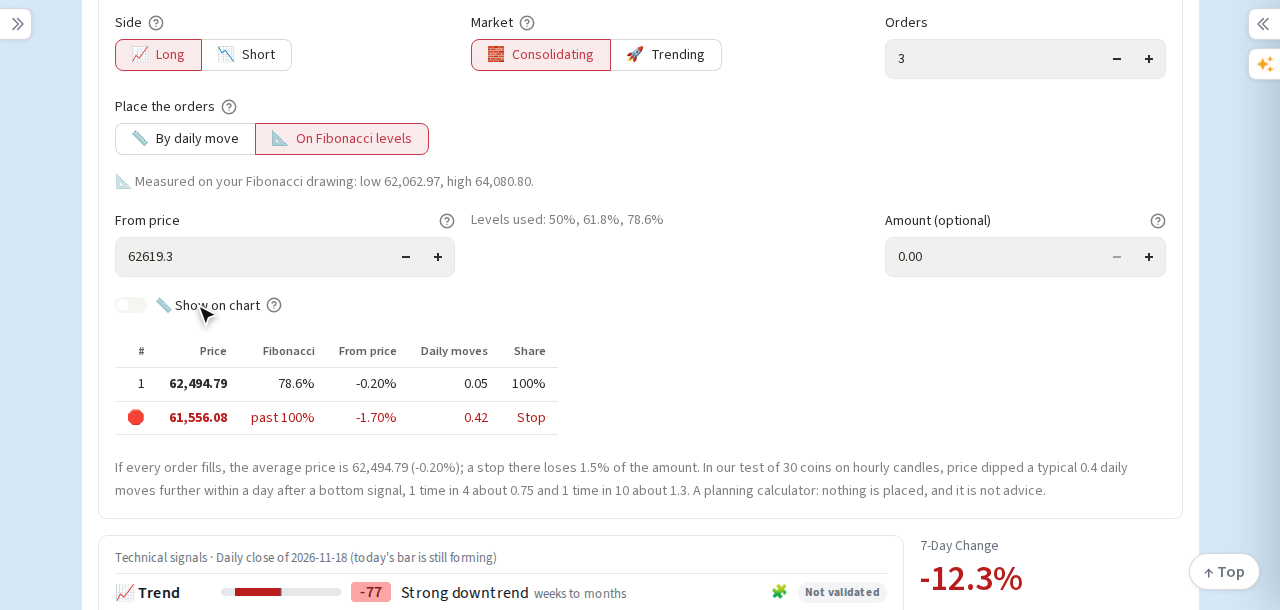 Side
Market
Orders
📈 Long
📉 Short
🧱 Consolidating
🚀 Trending
3
Place the orders
📏 By daily move
📐 On Fibonacci levels
📐 Measured on your Fibonacci drawing: low 62,062.97, high 64,080.80.
From price
Levels used: 50%, 61.8%, 78.6%
Amount (optional)
62619.3
0.00
📏 Show on chart
# Price Fibonacci From price Daily moves Share
1 62,494.79 78.6% -0.20% 0.05 100%
🛑 61,556.08 past 100% -1.70% 0.42 Stop
If every order fills, the average price is 62,494.79 (-0.20%); a stop there loses 1.5% of the amount. In our test of 30 coins on hourly candles, price dipped a typical 0.4 daily
moves further within a day after a bottom signal, 1 time in 4 about 0.75 and 1 time in 10 about 1.3. A planning calculator: nothing is placed, and it is not advice.
Technical signals · Daily close of 2026-11-18 (today's bar is still forming)
📈 Trend -77 Strong downtrend weeks to months 🧩 Not validated
7-Day Change
-12.3%
↑ Top